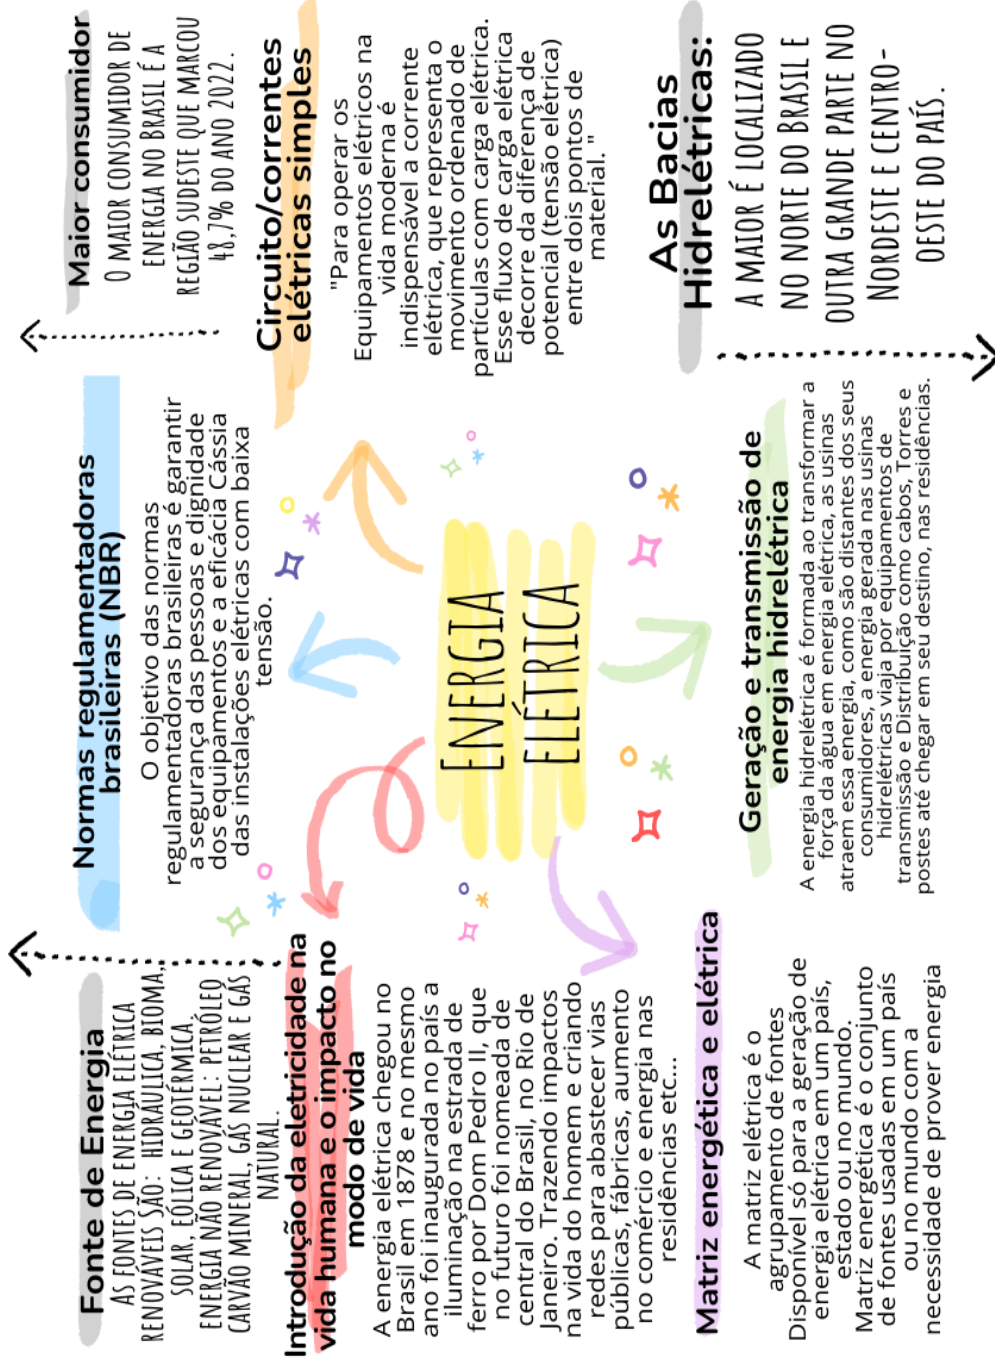 Fonte de Energia
AS FONTES DE ENERGIA ELÉTRICA
RENOVÁVEIS SÃO: HIDRAULICA, BIOMA,
SOLAR, EÓLICA E GEOTÉRMICA.
ENERGIA NÃO RENOVÁVEL: PETRÓLEO
CARVÃO MINERAL, GAS NUCLEAR E GÁS
NATURAL.
Introdução da eletricidade na
vida humana e o impacto no
modo de vida
A energia elétrica chegou no
Brasil em 1878 e no mesmo
ano foi inaugurada no país a
iluminação na estrada de
ferro por Dom Pedro II, que
no futuro foi nomeada de
central do Brasil, no Rio de
Janeiro. Trazendo impactos
na vida do homem e criando
redes para abastecer vias
públicas, fábricas, aumento
no comércio e energia nas
residências etc...
Matriz energética e elétrica
A matriz elétrica é o
agrupamento de fontes
Disponível só para a geração de
energia elétrica em um país,
estado ou no mundo.
Matriz energética é o conjunto
de fontes usadas em um país
ou no mundo com a
necessidade de prover energia
Normas regulamentadoras
brasileiras (NBR)
O objetivo das normas
regulamentadoras brasileiras é garantir
a segurança das pessoas e dignidade
dos equipamentos e a eficácia Cássia
das instalações elétricas com baixa
tensão.
ENERGIA
ELÉTRICA
Geração e transmissão de
energia hidrelétrica
A energia hidrelétrica é formada ao transformar a
força da água em energia elétrica, as usinas
atraem essa energia, como são distantes dos seus
consumidores, a energia gerada nas usinas
hidrelétricas viaja por equipamentos de
transmissão e Distribuição como cabos, Torres e
postes até chegar em seu destino, nas residências.
Maior consumidor
O MAIOR CONSUMIDOR DE
ENERGIA NO BRASIL É A
REGIÃO SUDESTE QUE MARCOU
48,7% DO ANO 2022.
Circuito/correntes
elétricas simples
"Para operar os
Equipamentos elétricos na
vida moderna é
indispensável a corrente
elétrica, que representa o
movimento ordenado de
partículas com carga elétrica.
Esse fluxo de carga elétrica
decorre da diferença de
potencial (tensão elétrica)
entre dois pontos de
material."
As Bacias
Hidrelétricas:
A MAIOR É LOCALIZADO
NO NORTE DO BRASIL E
OUTRA GRANDE PARTE NO
NORDESTE E CENTRO-
OESTE DO PAÍS.